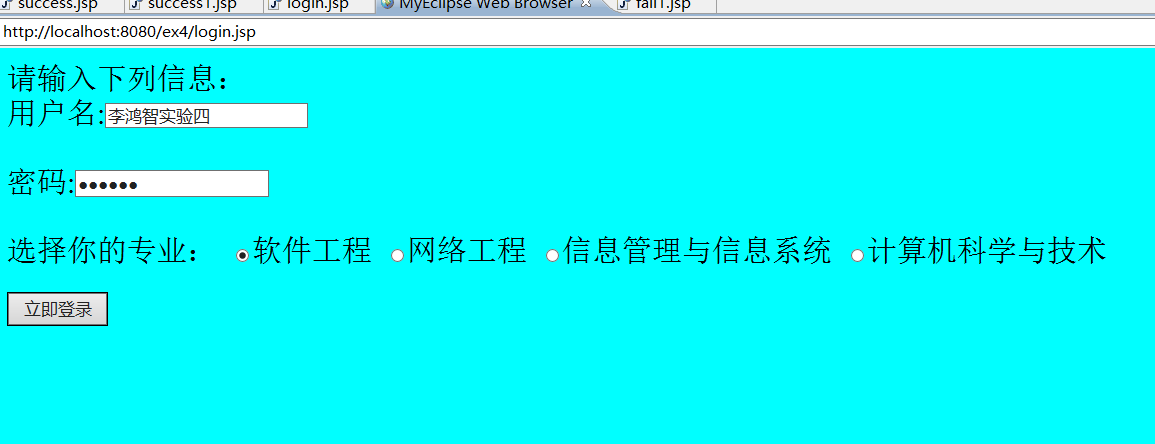 success.jsp success1.jsp login.jsp MyEclipse Web Browser fail1.jsp
http://localhost:8080/ex4/login.jsp
请输入下列信息：
用户名:李鸿智实验四
密码:••••••
选择你的专业： 软件工程 网络工程 信息管理与信息系统 计算机科学与技术
立即登录